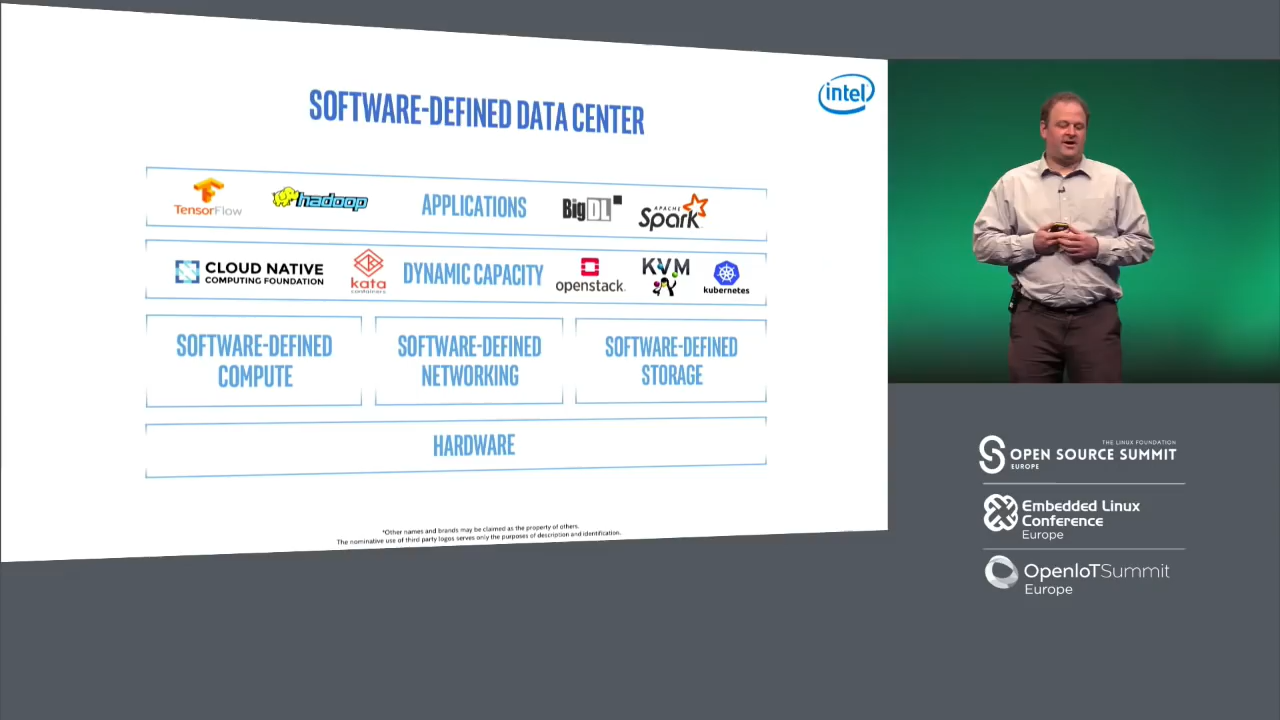 SOFTWARE-DEFINED DATA CENTER
intel
TensorFlow
hadoop
APPLICATIONS
BigDL
APACHE
Spark
CLOUD NATIVE
COMPUTING FOUNDATION
kata
containers
DYNAMIC CAPACITY
openstack.
KVM
kubernetes
SOFTWARE-DEFINED
COMPUTE
SOFTWARE-DEFINED
NETWORKING
SOFTWARE-DEFINED
STORAGE
HARDWARE
*Other names and brands may be claimed as the property of others.
The nominative use of third party logos serves only the purposes of description and identification.
THE LINUX FOUNDATION
OPEN SOURCE SUMMIT
EUROPE
Embedded Linux
Conference
Europe
OpenIoTSummit
Europe